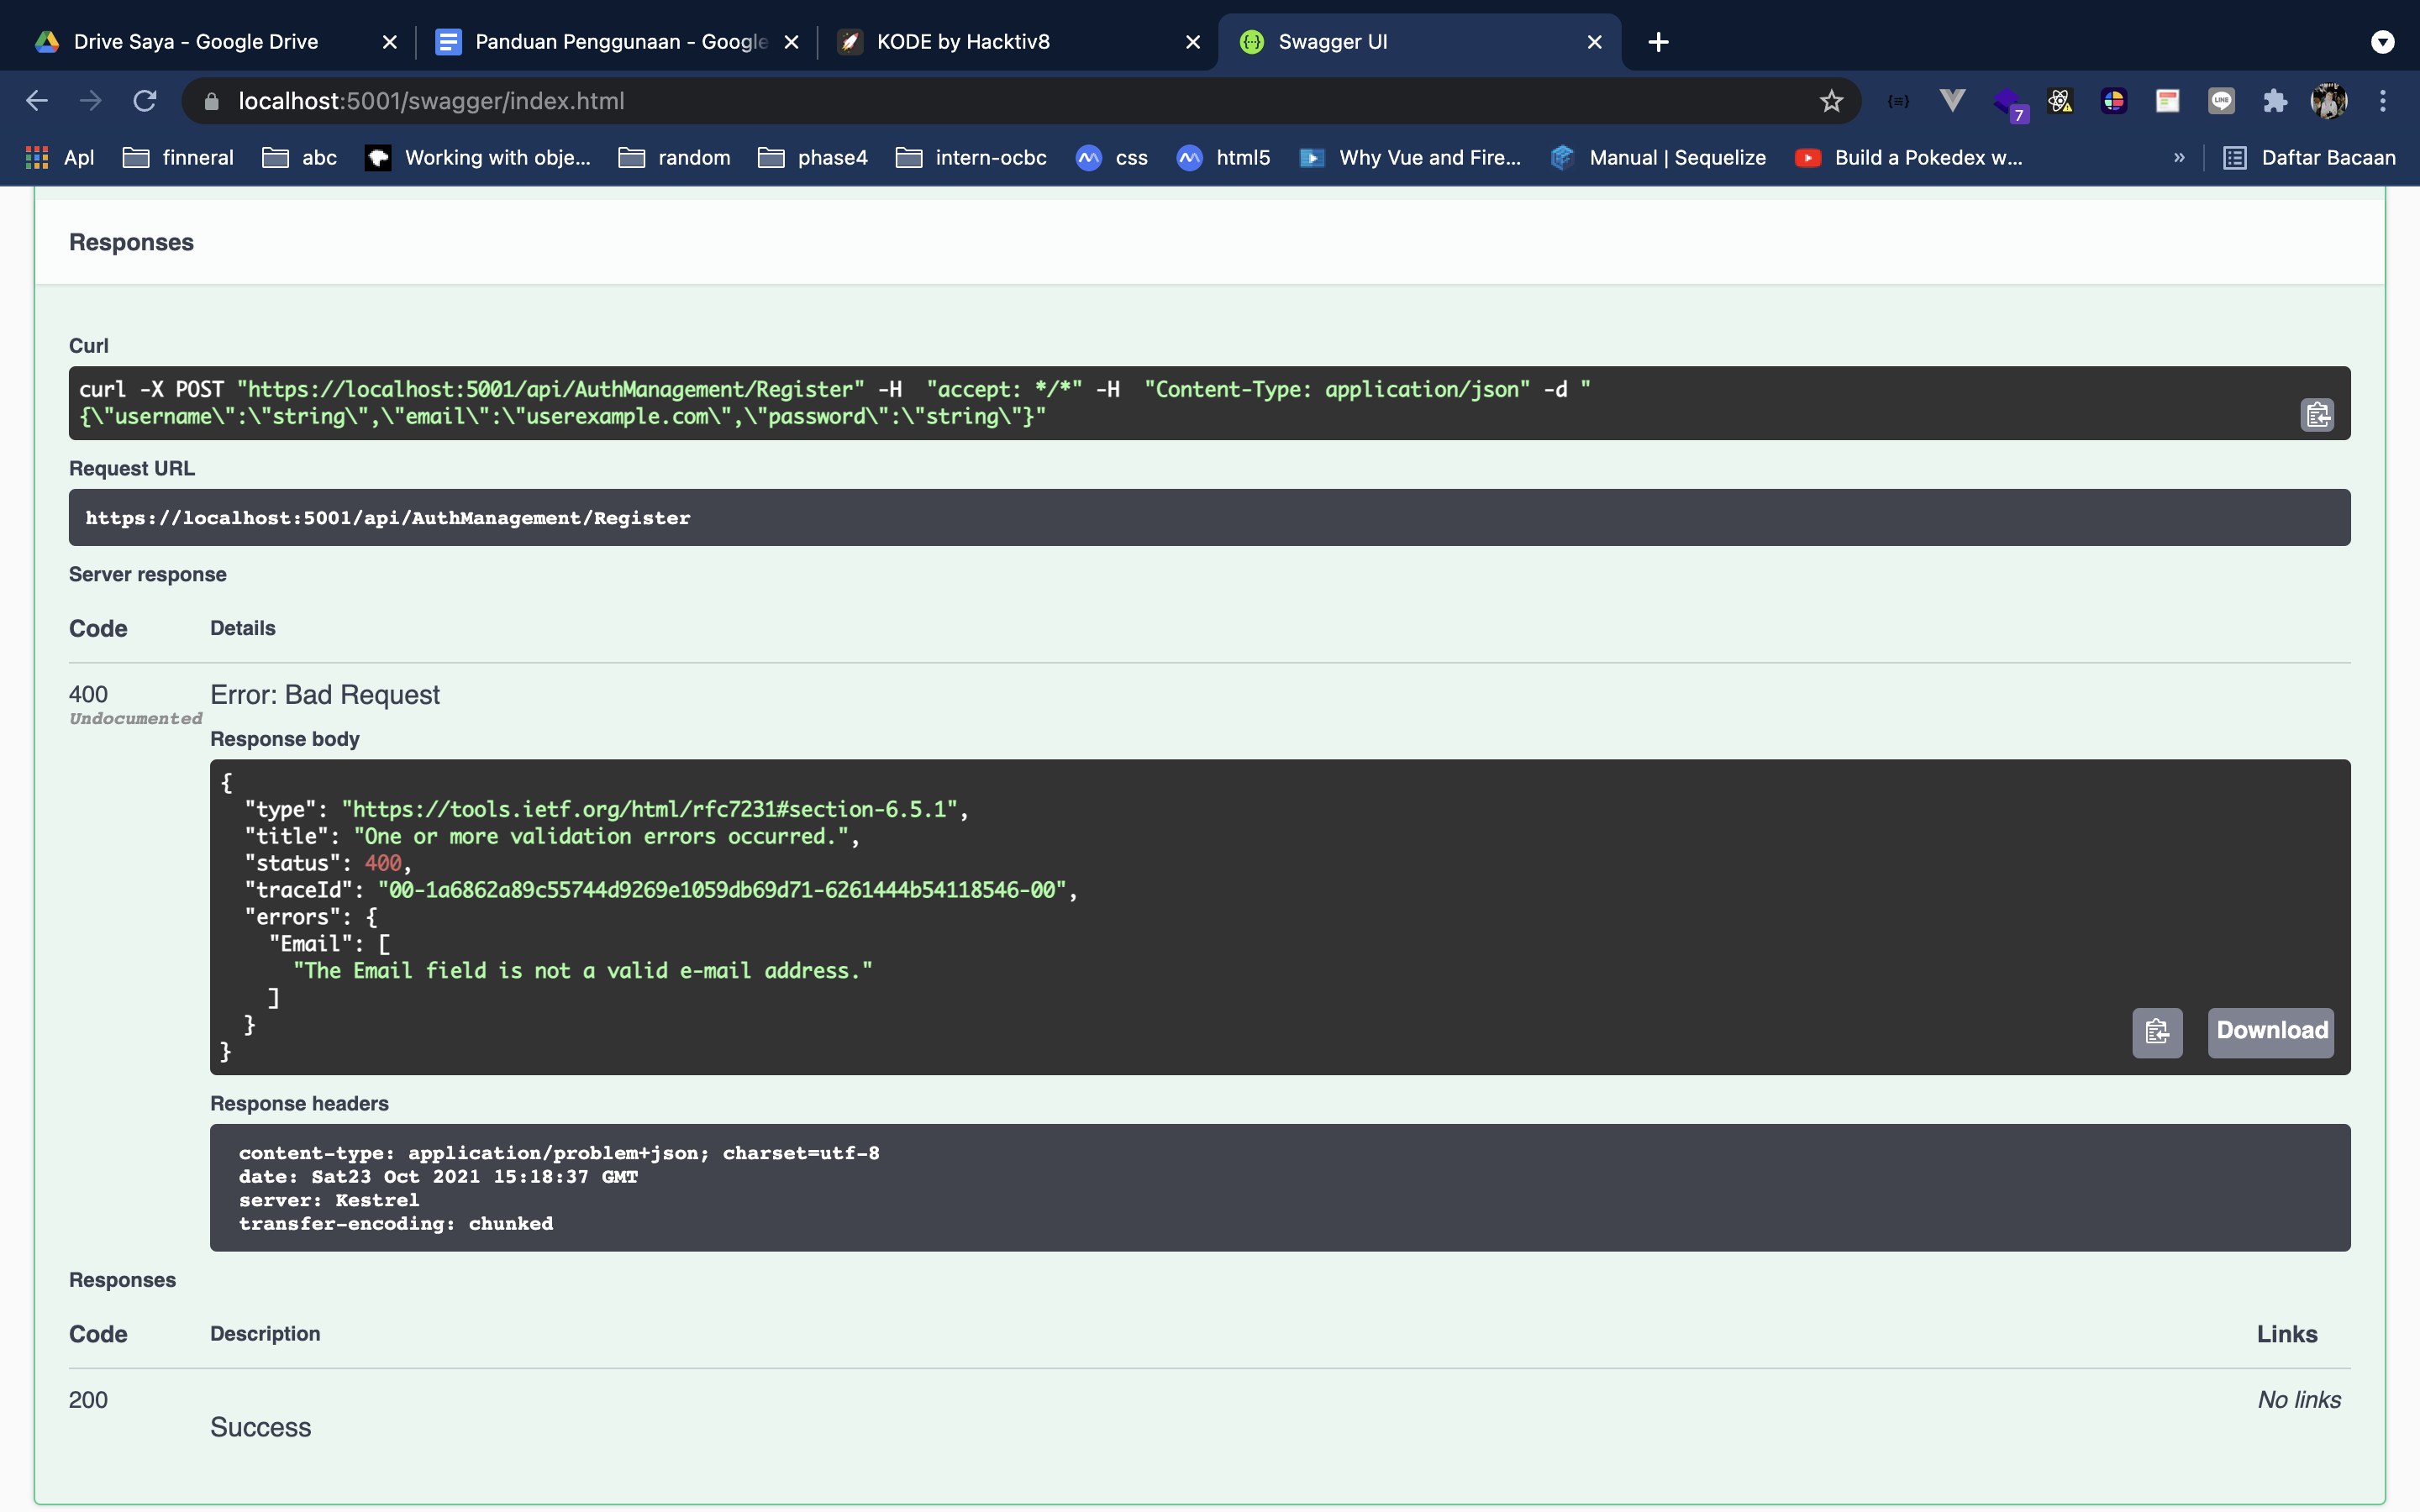 Drive Saya - Google Drive
Panduan Penggunaan - Google
KODE by Hacktiv8
Swagger UI
localhost:5001/swagger/index.html
7
LINE
Apl
finneral
abc
Working with obje...
random
phase4
intern-ocbc
css
html5
Why Vue and Fire...
Manual | Sequelize
Build a Pokedex w...
»
Daftar Bacaan
Responses
Curl
curl -X POST "https://localhost:5001/api/AuthManagement/Register" -H  "accept: */*" -H  "Content-Type: application/json" -d "
{\"username\":\"string\",\"email\":\"userexample.com\",\"password\":\"string\"}"
Request URL
https://localhost:5001/api/AuthManagement/Register
Server response
Code Details
400 Error: Bad Request
Undocumented
Response body
{
  "type": "https://tools.ietf.org/html/rfc7231#section-6.5.1",
  "title": "One or more validation errors occurred.",
  "status": 400,
  "traceId": "00-1a6862a89c55744d9269e1059db69d71-6261444b54118546-00",
  "errors": {
    "Email": [
      "The Email field is not a valid e-mail address."
    ]
  }
}
Download
Response headers
content-type: application/problem+json; charset=utf-8
date: Sat23 Oct 2021 15:18:37 GMT
server: Kestrel
transfer-encoding: chunked
Responses
Code Description Links
200 No links
Success